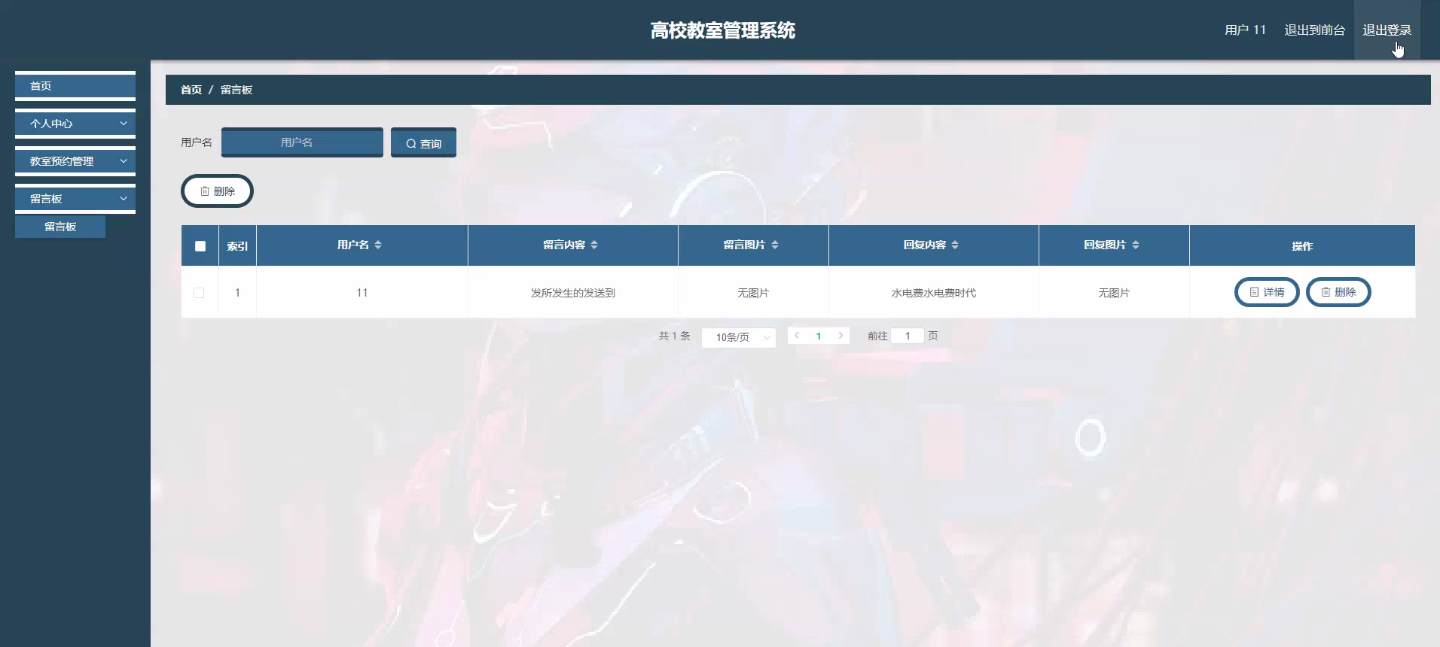 高校教室管理系统
用户 11 退出到前台 退出登录
首页
个人中心
教室预约管理
留言板
留言板
首页 / 留言板
用户名 用户名 查询
删除
索引 用户名 留言内容 留言图片 回复内容 回复图片 操作
1 11 发所发生的发送到 无图片 水电费水电费时代 无图片 详情 删除
共 1 条 10条/页 1 前往 1 页